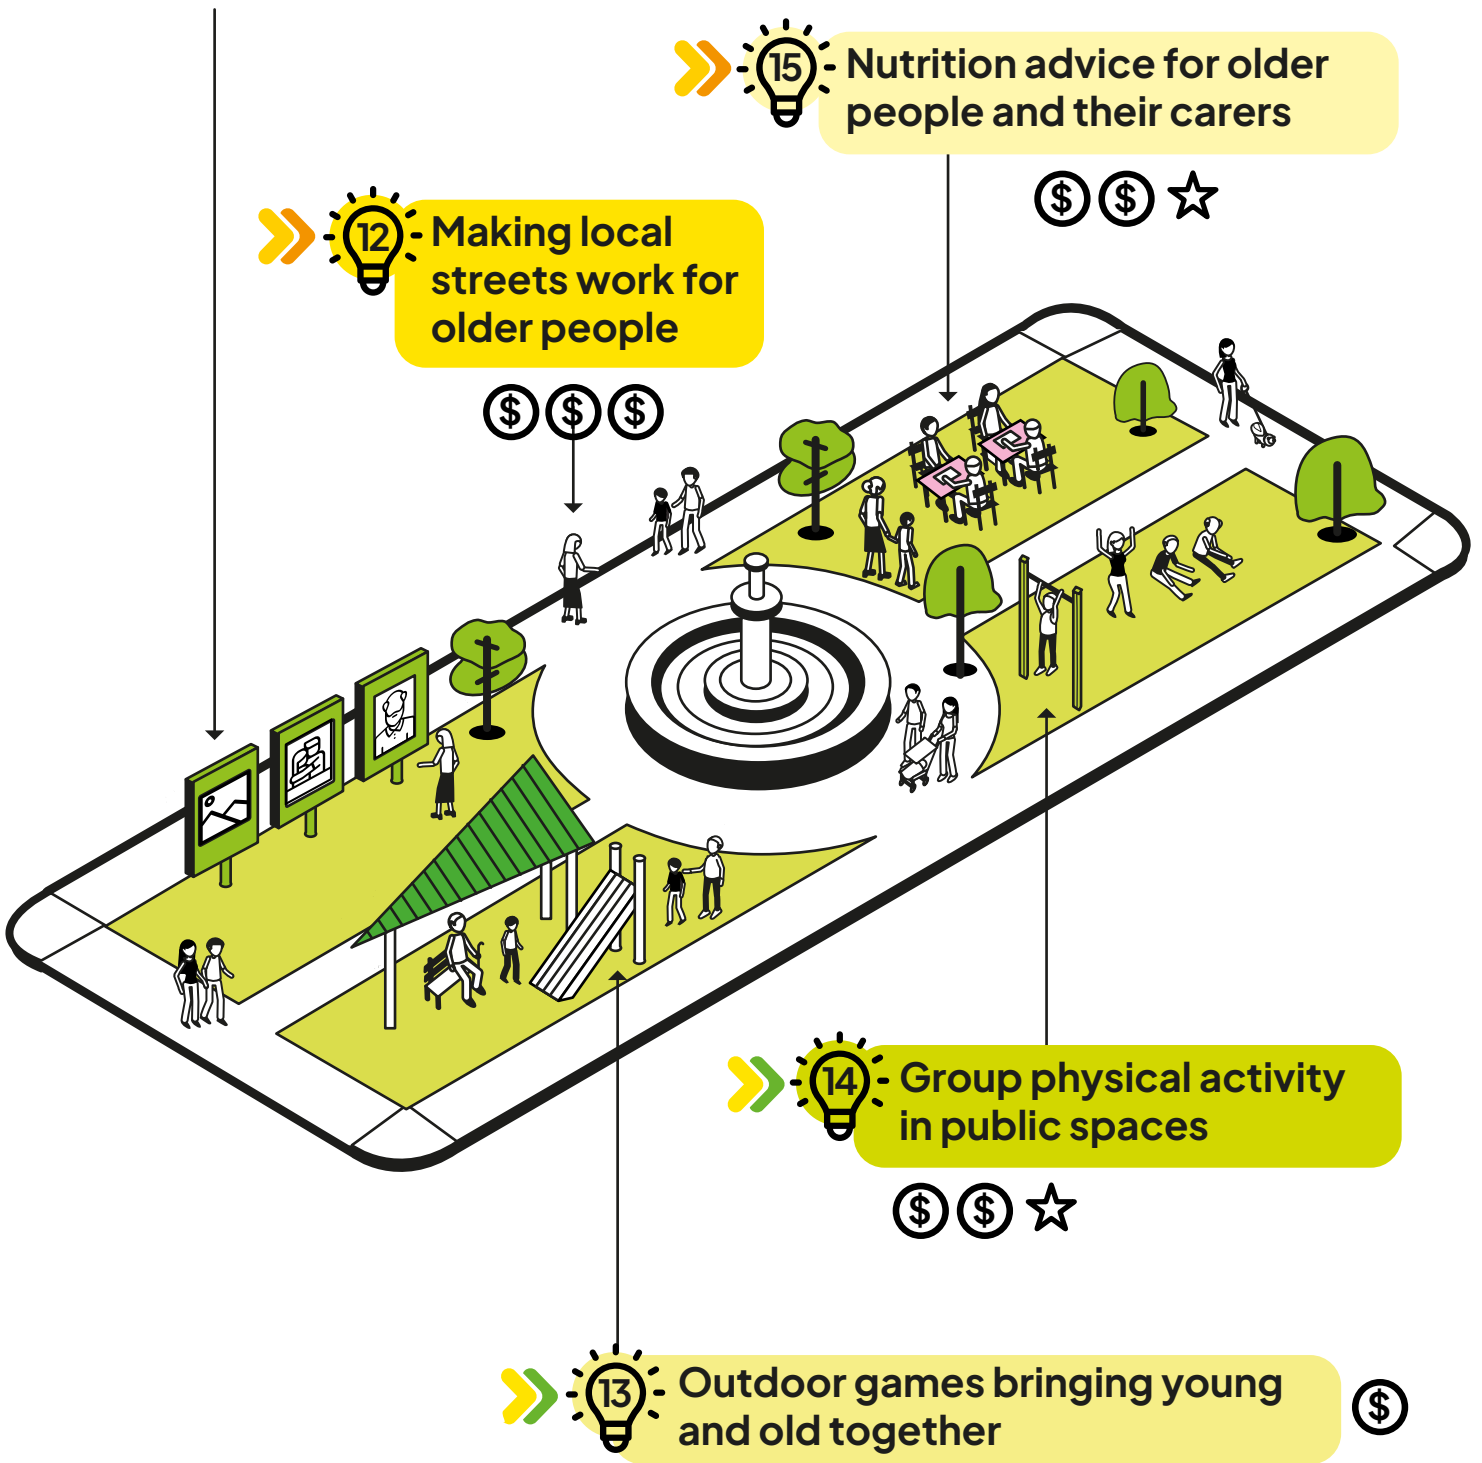 15
Nutrition advice for older
people and their carers
$ $
12
Making local
streets work for
older people
$ $ $
14
Group physical activity
in public spaces
$ $
13
Outdoor games bringing young
and old together
$